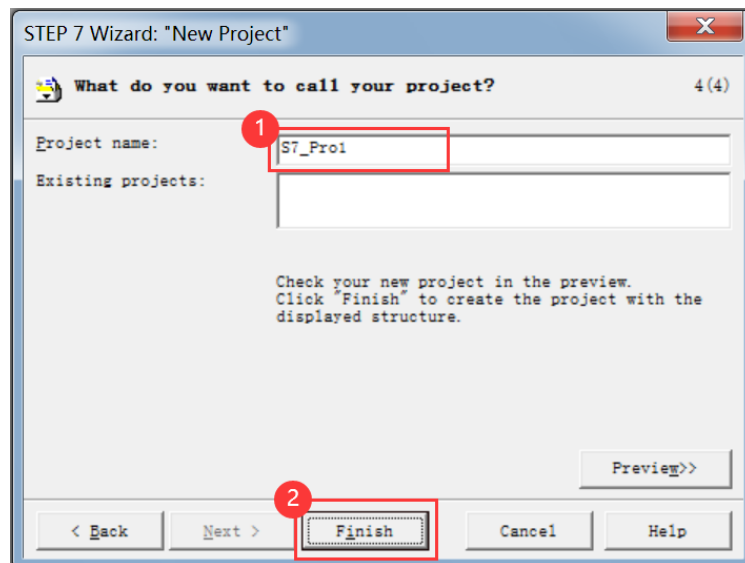 STEP 7 Wizard: "New Project"
What do you want to call your project? 4(4)
1
Project name: S7_Pro1
Existing projects:
Check your new project in the preview.
Click "Finish" to create the project with the
displayed structure.
Preview>>
2
< Back Next > Finish Cancel Help